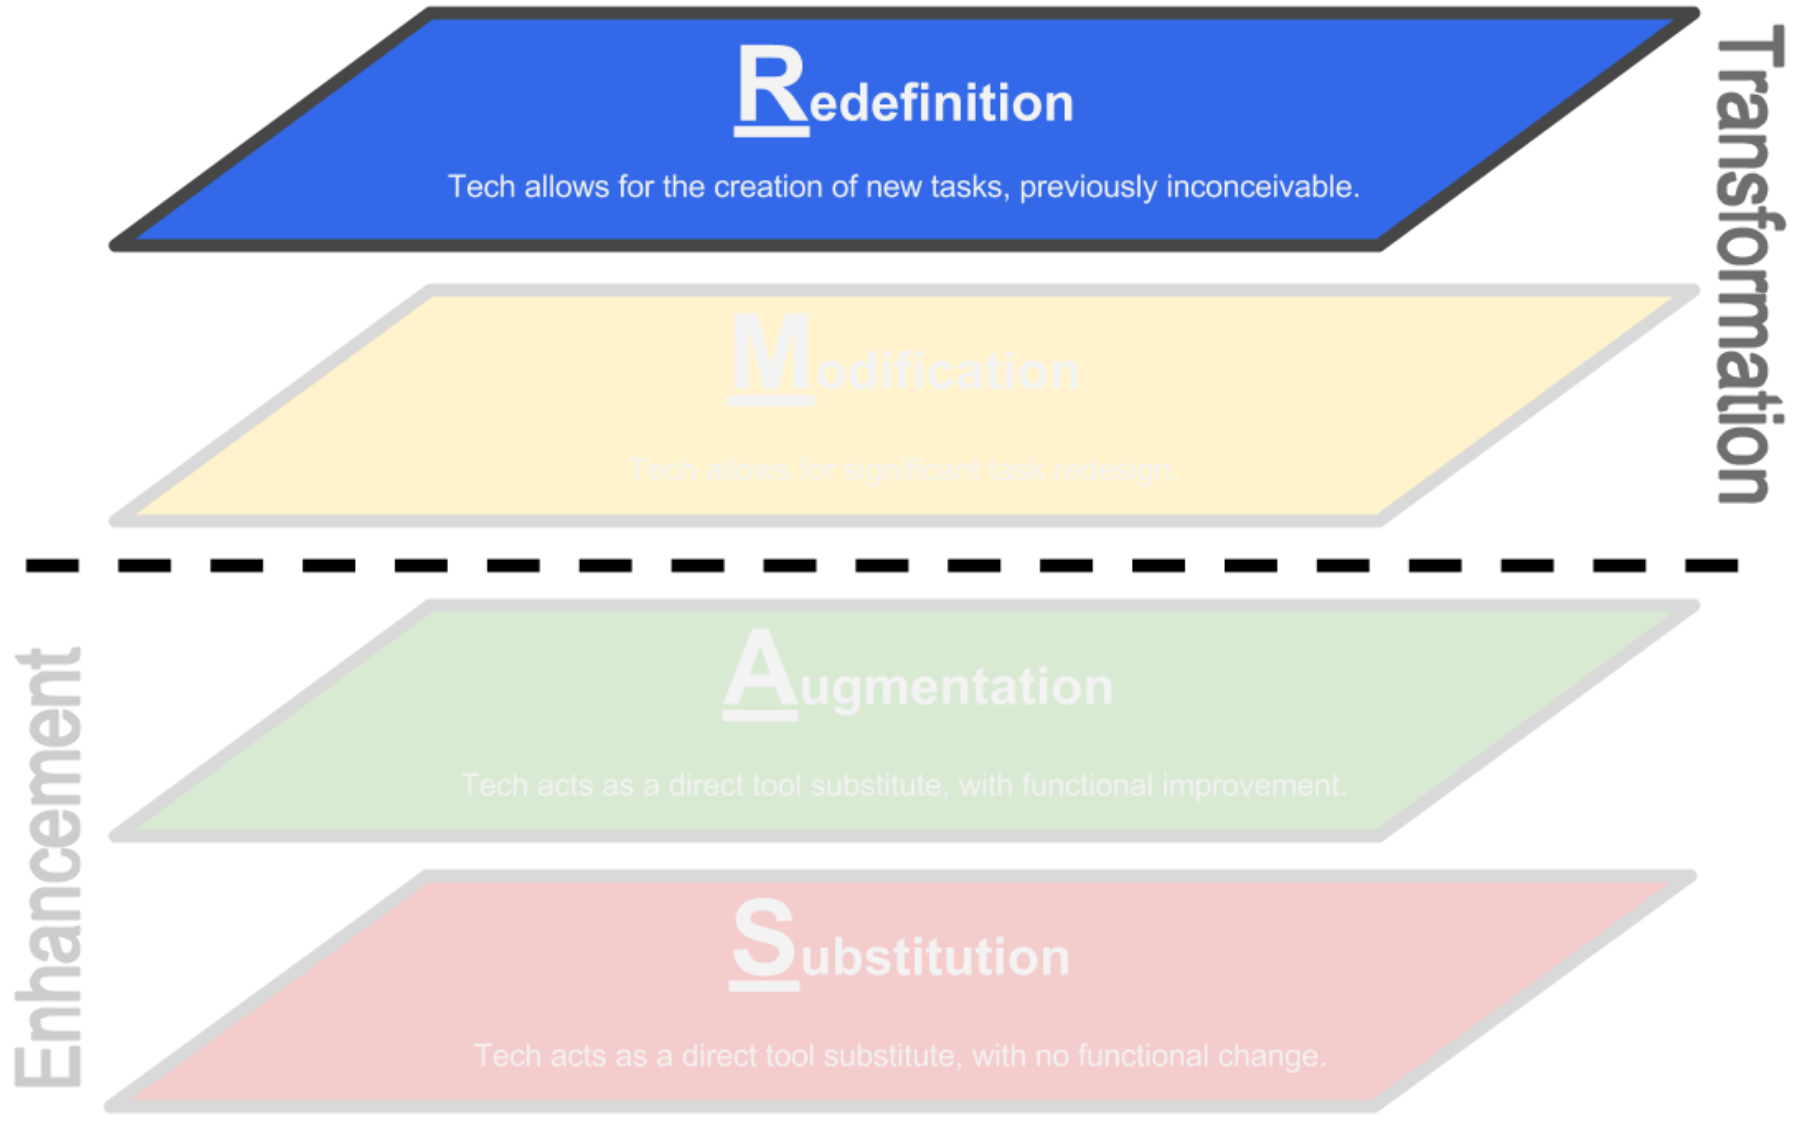 Redefinition
Tech allows for the creation of new tasks, previously inconceivable.
Transformation
Modification
Tech allows for significant task redesign.
Augmentation
Tech acts as a direct tool substitute, with functional improvement.
Enhancement
Substitution
Tech acts as a direct tool substitute, with no functional change.